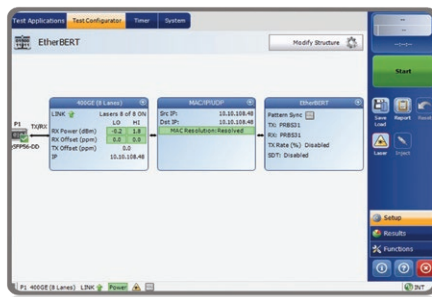 Test Applications Test Configurator Timer System
EtherBERT
Modify Structure
Start
400GE (8 Lanes)
LINK Lasers 8 of 8 ON
LO HI
RX Power (dBm) -0.2 1.8
RX Offset (ppm) 0.0 0.0
TX Offset (ppm) 0.0
IP 10.10.108.48
P1 TX/RX
QSFP56-DD
MAC/IP/UDP
Src IP: 10.10.108.48
Dst IP: 10.10.108.48
MAC Resolution:Resolved
EtherBERT
Pattern Sync
TX: PRBS31
RX: PRBS31
TX Rate (%) Disabled
SDT: Disabled
Save Load Report Reset
Laser Inject
Setup
Results
Functions
P1 400GE (8 Lanes) LINK Power INT